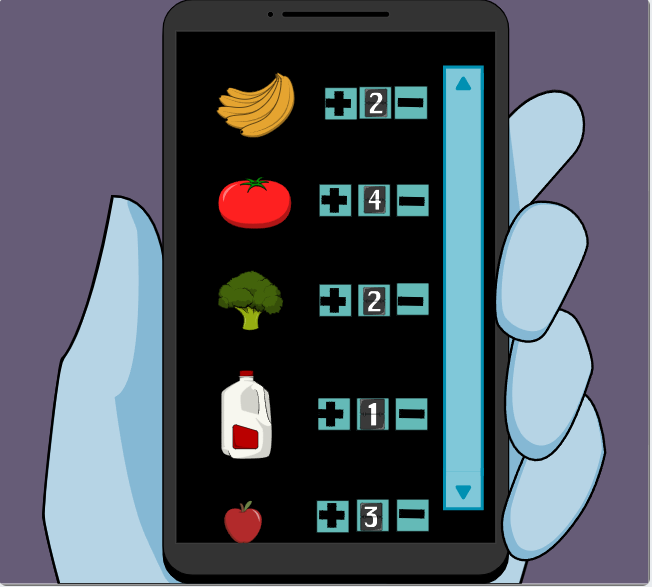 + 2 −
+ 4 −
+ 2 −
+ 1 −
+ 3 −